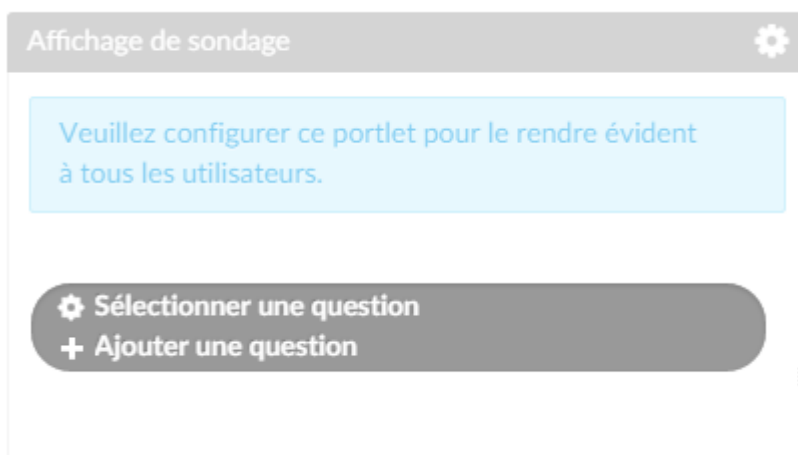 Affichage de sondage
Veuillez configurer ce portlet pour le rendre évident
à tous les utilisateurs.
Sélectionner une question
Ajouter une question